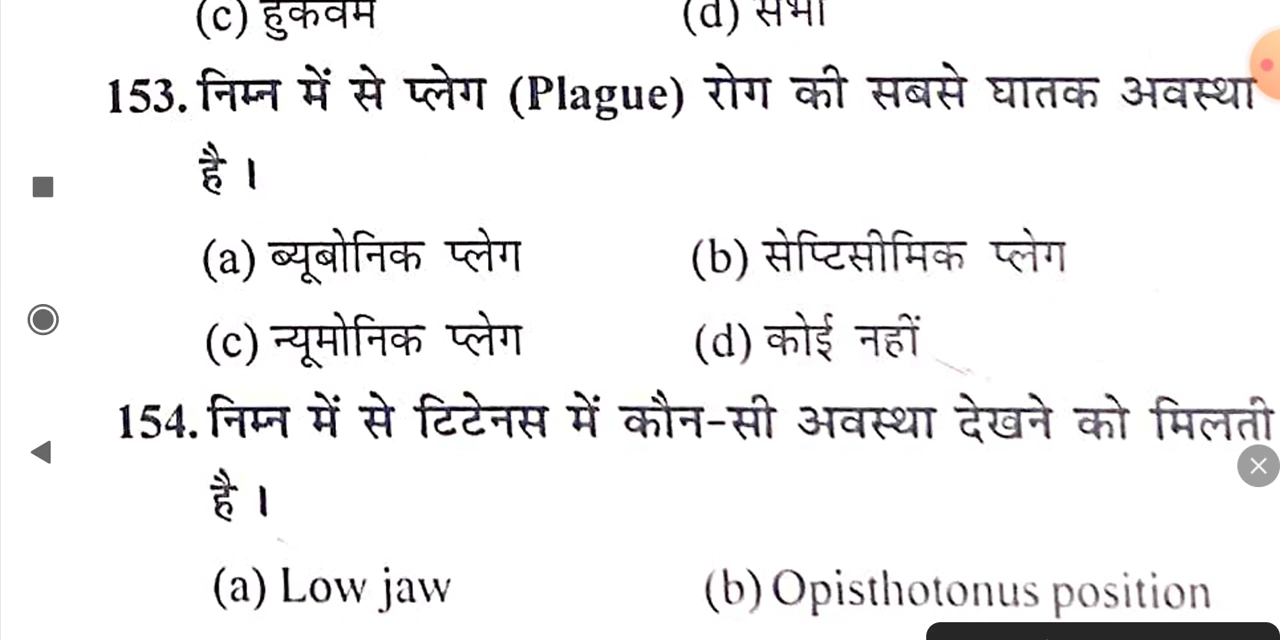 (c) हुकवर्म (d) सभी
153. निम्न में से प्लेग (Plague) रोग की सबसे घातक अवस्था
है ।
(a) ब्यूबोनिक प्लेग (b) सेप्टिसीमिक प्लेग
(c) न्यूमोनिक प्लेग (d) कोई नहीं
154. निम्न में से टिटेनस में कौन-सी अवस्था देखने को मिलती
है ।
(a) Low jaw (b) Opisthotonus position